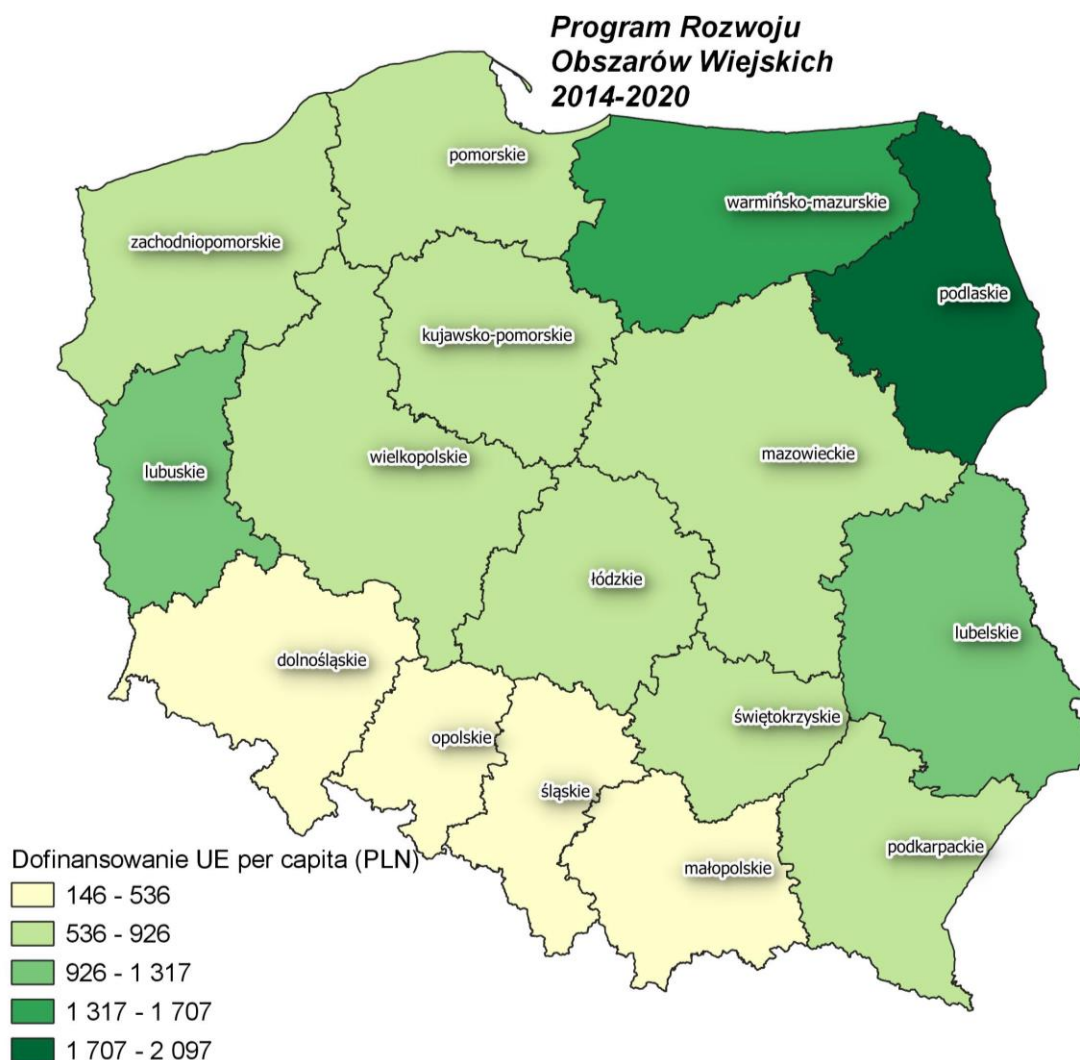 Program Rozwoju
Obszarów Wiejskich
2014-2020
pomorskie
warmińsko-mazurskie
zachodniopomorskie
podlaskie
kujawsko-pomorskie
mazowieckie
wielkopolskie
lubuskie
łódzkie
lubelskie
dolnośląskie
świętokrzyskie
opolskie
śląskie
podkarpackie
małopolskie
Dofinansowanie UE per capita (PLN)
146 - 536
536 - 926
926 - 1 317
1 317 - 1 707
1 707 - 2 097